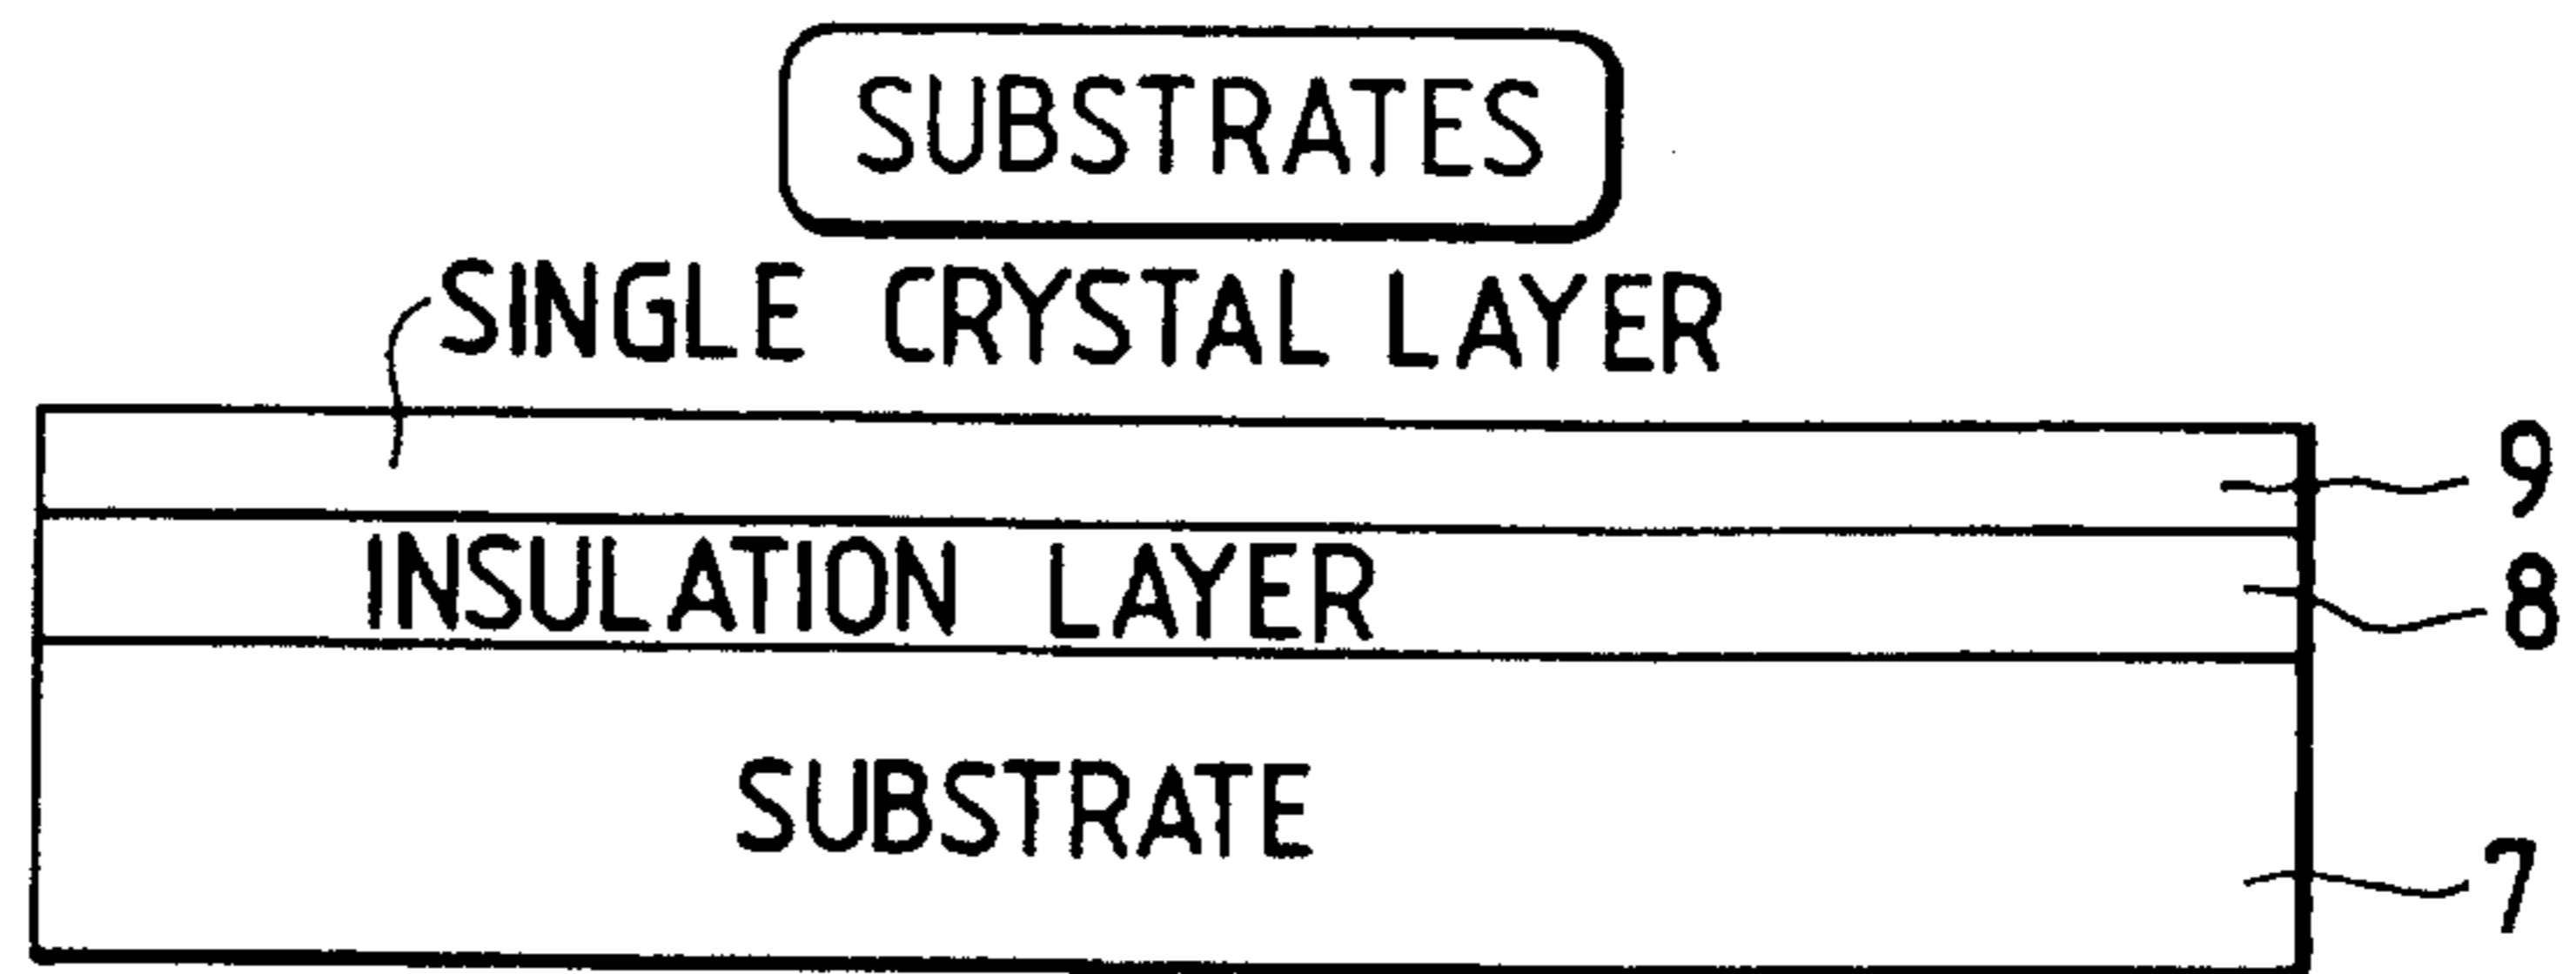 SUBSTRATES
SINGLE CRYSTAL LAYER
9
INSULATION LAYER
8
SUBSTRATE
7